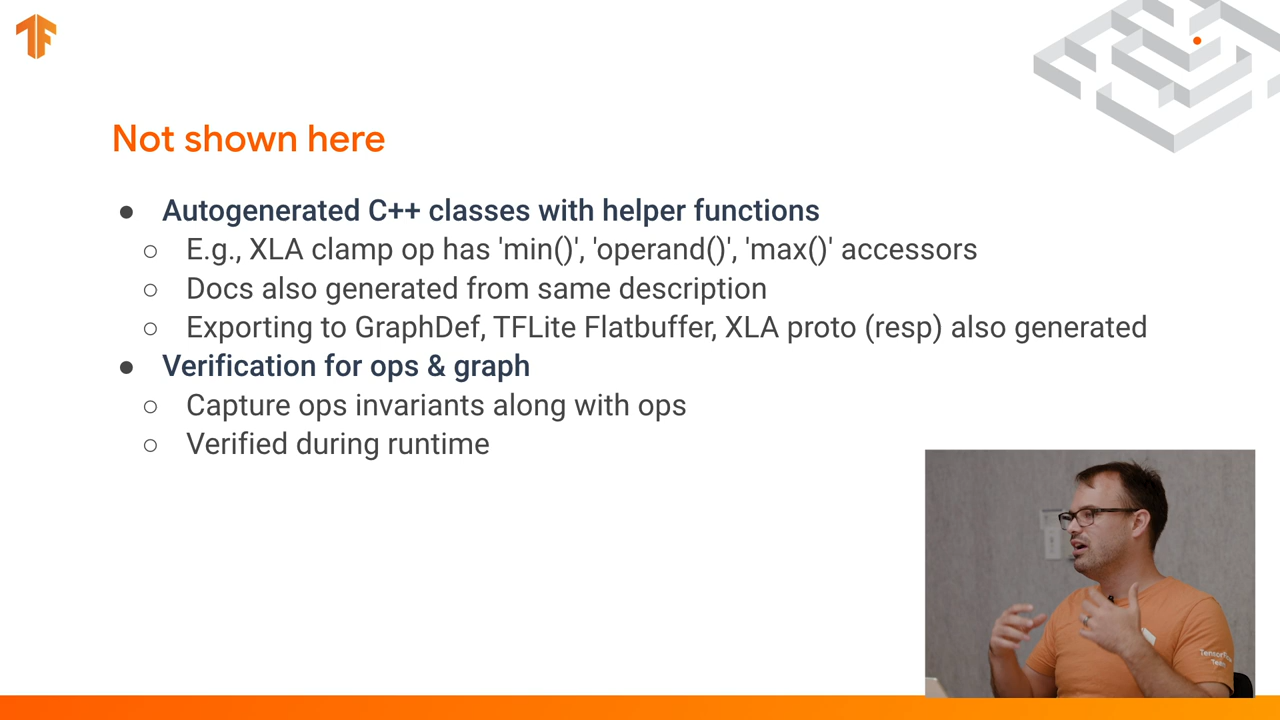 Not shown here
● Autogenerated C++ classes with helper functions
○ E.g., XLA clamp op has 'min()', 'operand()', 'max()' accessors
○ Docs also generated from same description
○ Exporting to GraphDef, TFLite Flatbuffer, XLA proto (resp) also generated
● Verification for ops & graph
○ Capture ops invariants along with ops
○ Verified during runtime
Team